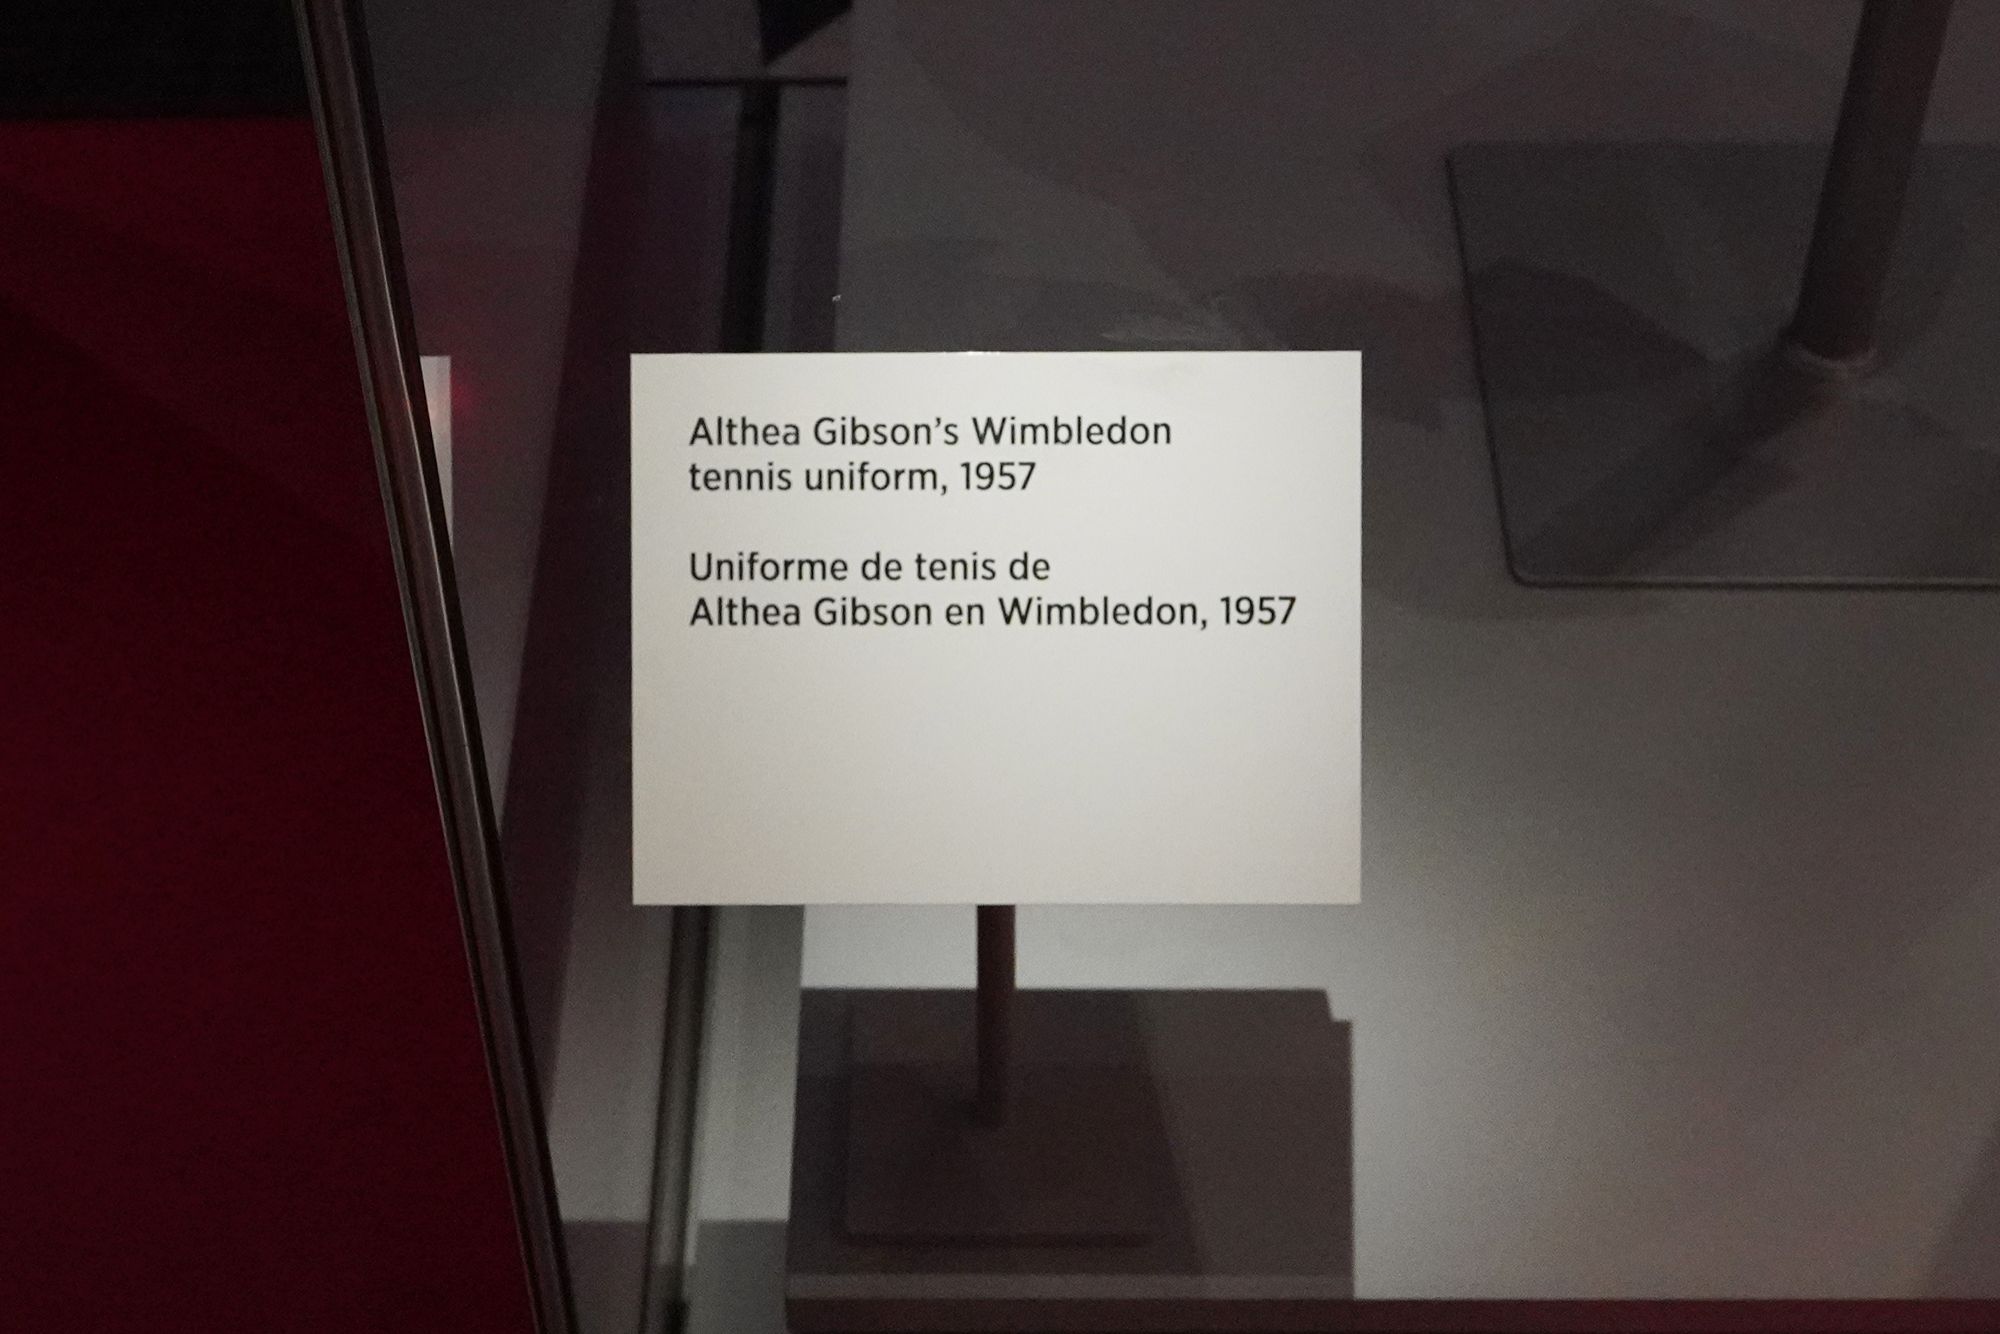 Althea Gibson’s Wimbledon
tennis uniform, 1957
Uniforme de tenis de
Althea Gibson en Wimbledon, 1957